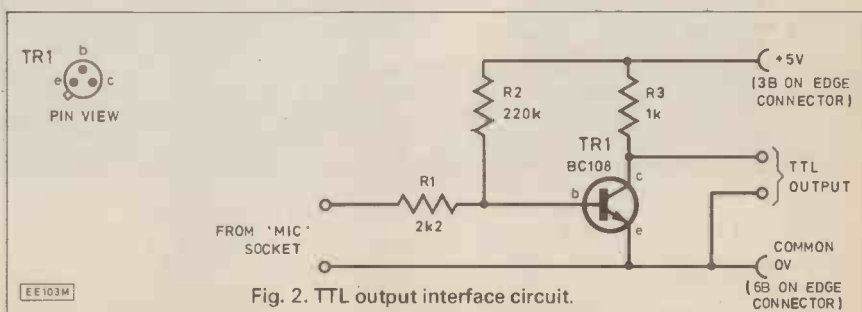 TR1
b
e
c
PIN VIEW
R2
220k
R3
1k
+5V
(3B ON EDGE
CONNECTOR)
TR1
BC108
c
b
e
R1
2k2
FROM 'MIC'
SOCKET
TTL
OUTPUT
COMMON
0V
(6B ON EDGE
CONNECTOR)
EE103M
Fig. 2. TTL output interface circuit.